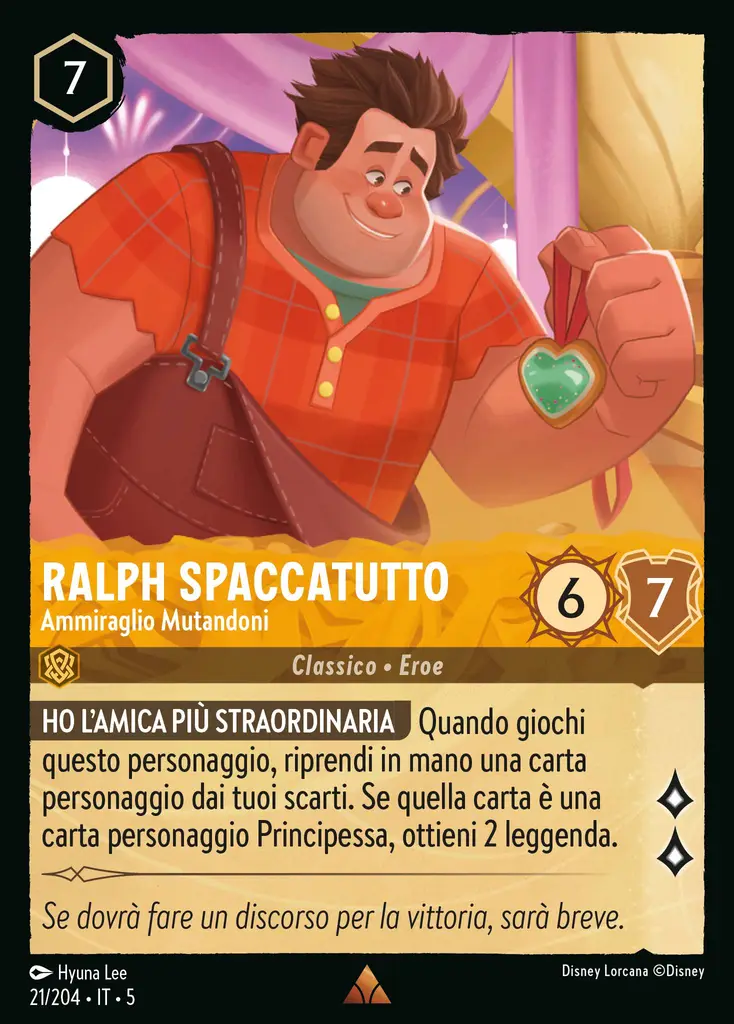 7
RALPH SPACCATUTTO
Ammiraglio Mutandoni
6
7
Classico • Eroe
HO L'AMICA PIÙ STRAORDINARIA Quando giochi
questo personaggio, riprendi in mano una carta
personaggio dai tuoi scarti. Se quella carta è una
carta personaggio Principessa, ottieni 2 leggenda.
Se dovrà fare un discorso per la vittoria, sarà breve.
Hyuna Lee
Disney Lorcana ©Disney
21/204 • IT • 5